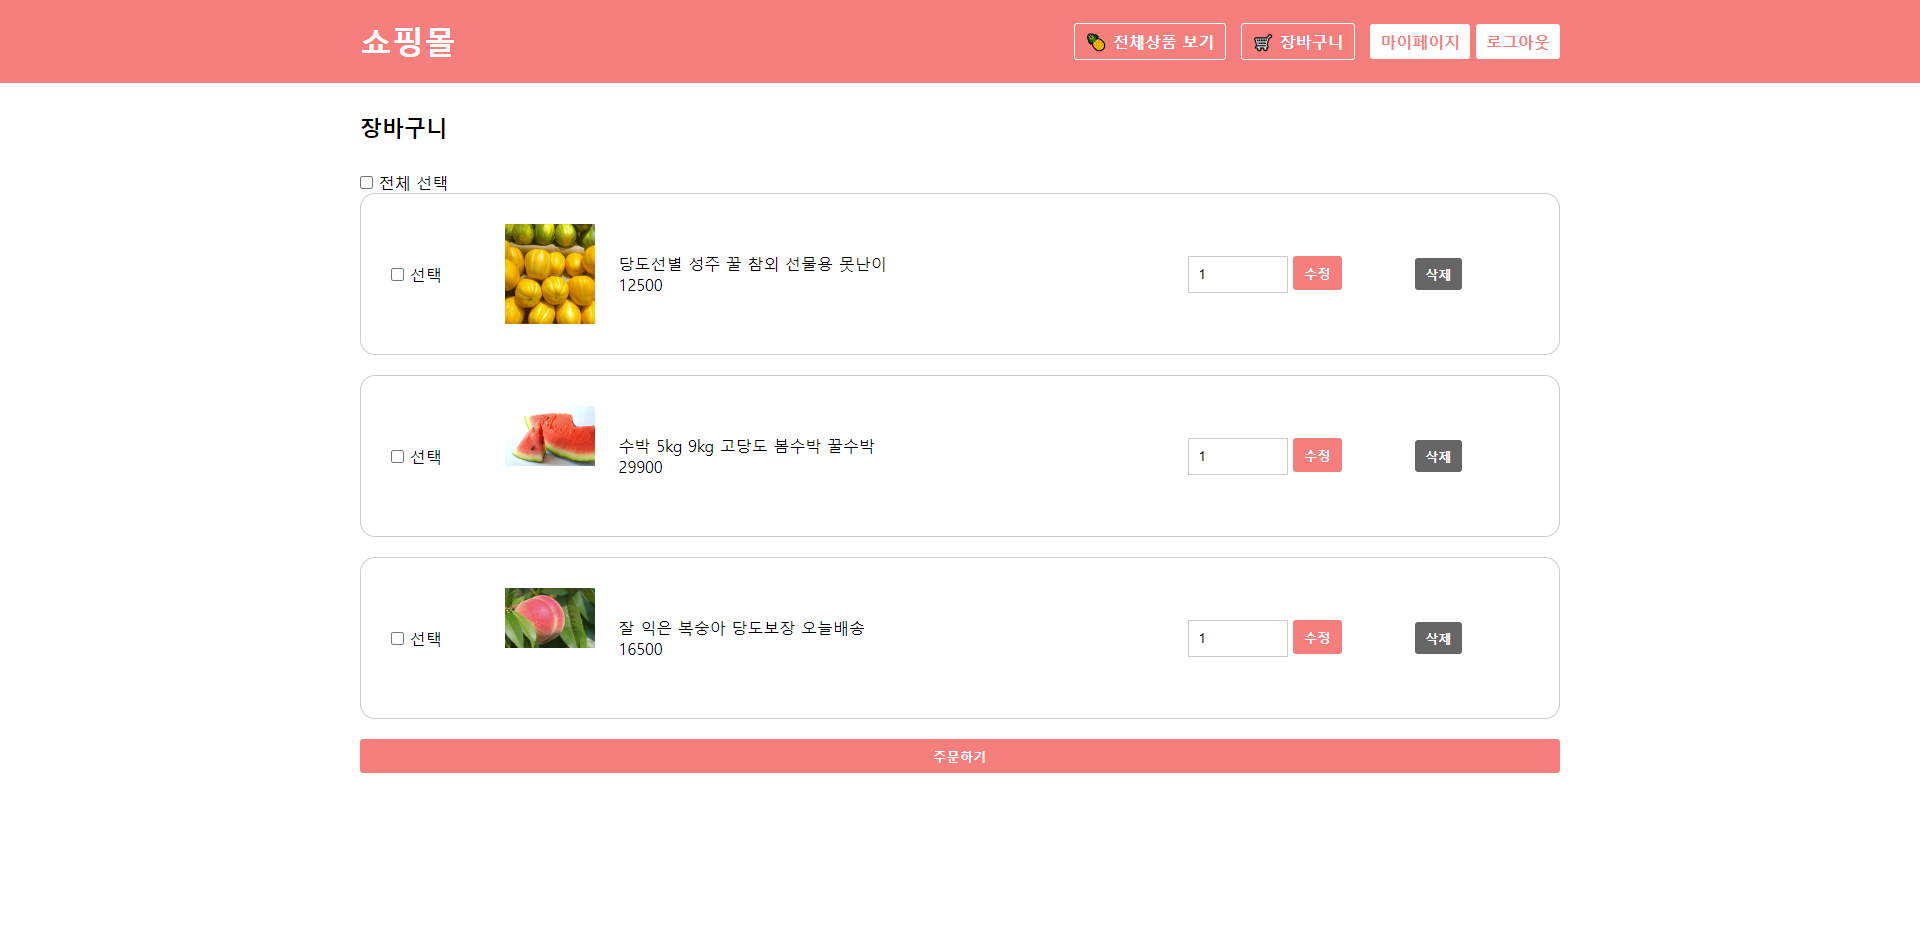 쇼핑몰
전체상품 보기
장바구니
마이페이지
로그아웃
장바구니
전체 선택
선택
당도선별 성주 꿀 참외 선물용 못난이
12500
1
수정
삭제
선택
수박 5kg 9kg 고당도 봄수박 꿀수박
29900
1
수정
삭제
선택
잘 익은 복숭아 당도보장 오늘배송
16500
1
수정
삭제
주문하기